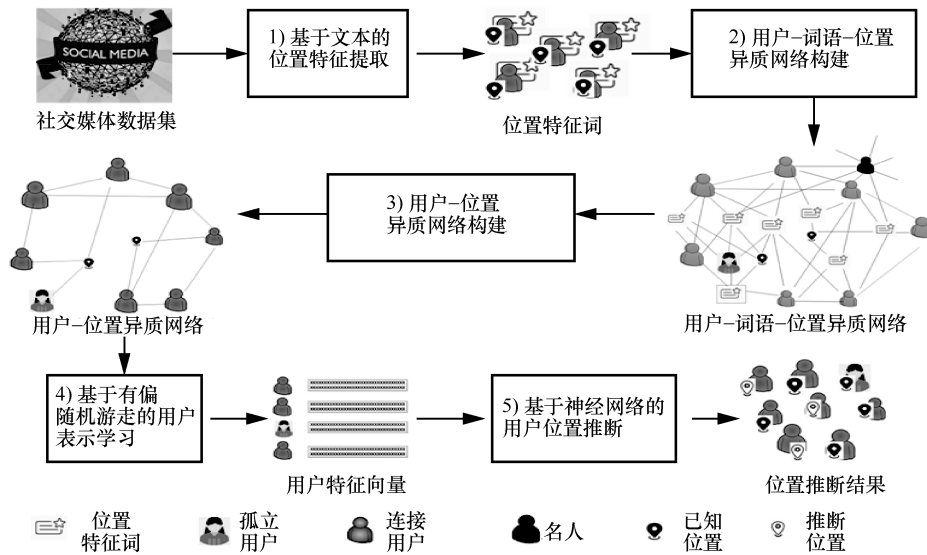 SOCIAL MEDIA
1) 基于文本的
位置特征提取
2) 用户–词语–位置
异质网络构建
社交媒体数据集
位置特征词
3) 用户–位置
异质网络构建
用户–位置异质网络
用户–词语–位置异质网络
4) 基于有偏
随机游走的用户
表示学习
5) 基于神经网络的
用户位置推断
用户特征向量
位置推断结果
位置
特征词
孤立
用户
连接
用户
名人
已知
位置
推断
位置